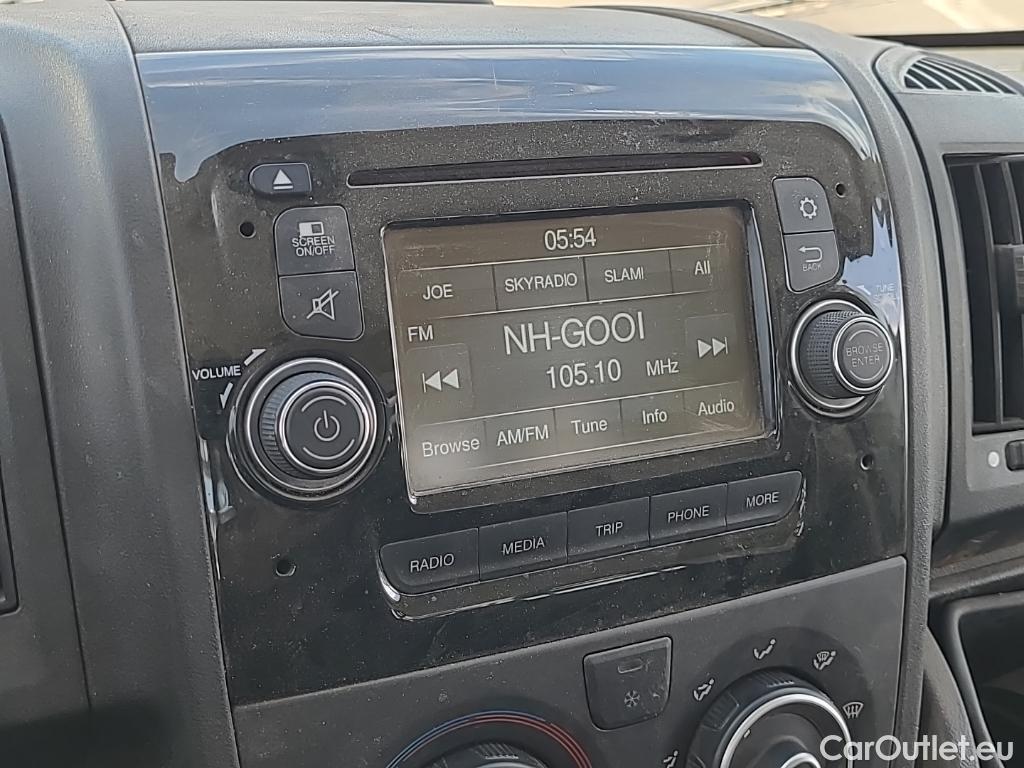 SCREEN
ON/OFF
05:54
JOE SKYRADIO SLAM! All
FM NH-GOOI
105.10 MHz
Browse AM/FM Tune Info Audio
VOLUME
BACK
TUNE
BROWSE
ENTER
RADIO MEDIA TRIP PHONE MORE
CarOutlet.eu